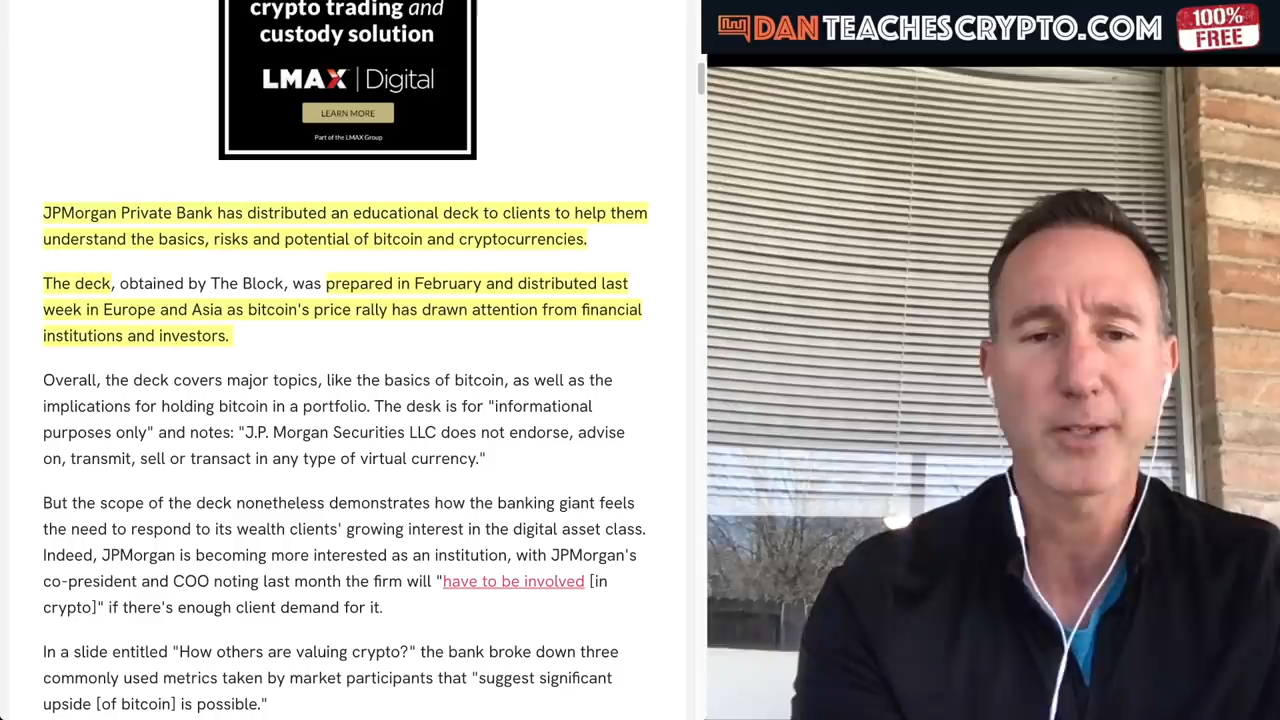 crypto trading and
custody solution
LMAX Digital
LEARN MORE
Part of the LMAX Group
JPMorgan Private Bank has distributed an educational deck to clients to help them
understand the basics, risks and potential of bitcoin and cryptocurrencies.
The deck, obtained by The Block, was prepared in February and distributed last
week in Europe and Asia as bitcoin's price rally has drawn attention from financial
institutions and investors.
Overall, the deck covers major topics, like the basics of bitcoin, as well as the
implications for holding bitcoin in a portfolio. The desk is for "informational
purposes only" and notes: "J.P. Morgan Securities LLC does not endorse, advise
on, transmit, sell or transact in any type of virtual currency."
But the scope of the deck nonetheless demonstrates how the banking giant feels
the need to respond to its wealth clients' growing interest in the digital asset class.
Indeed, JPMorgan is becoming more interested as an institution, with JPMorgan's
co-president and COO noting last month the firm will "have to be involved [in
crypto]" if there's enough client demand for it.
In a slide entitled "How others are valuing crypto?" the bank broke down three
commonly used metrics taken by market participants that "suggest significant
upside [of bitcoin] is possible."
DANTEACHESCRYPTO.COM
100%
FREE